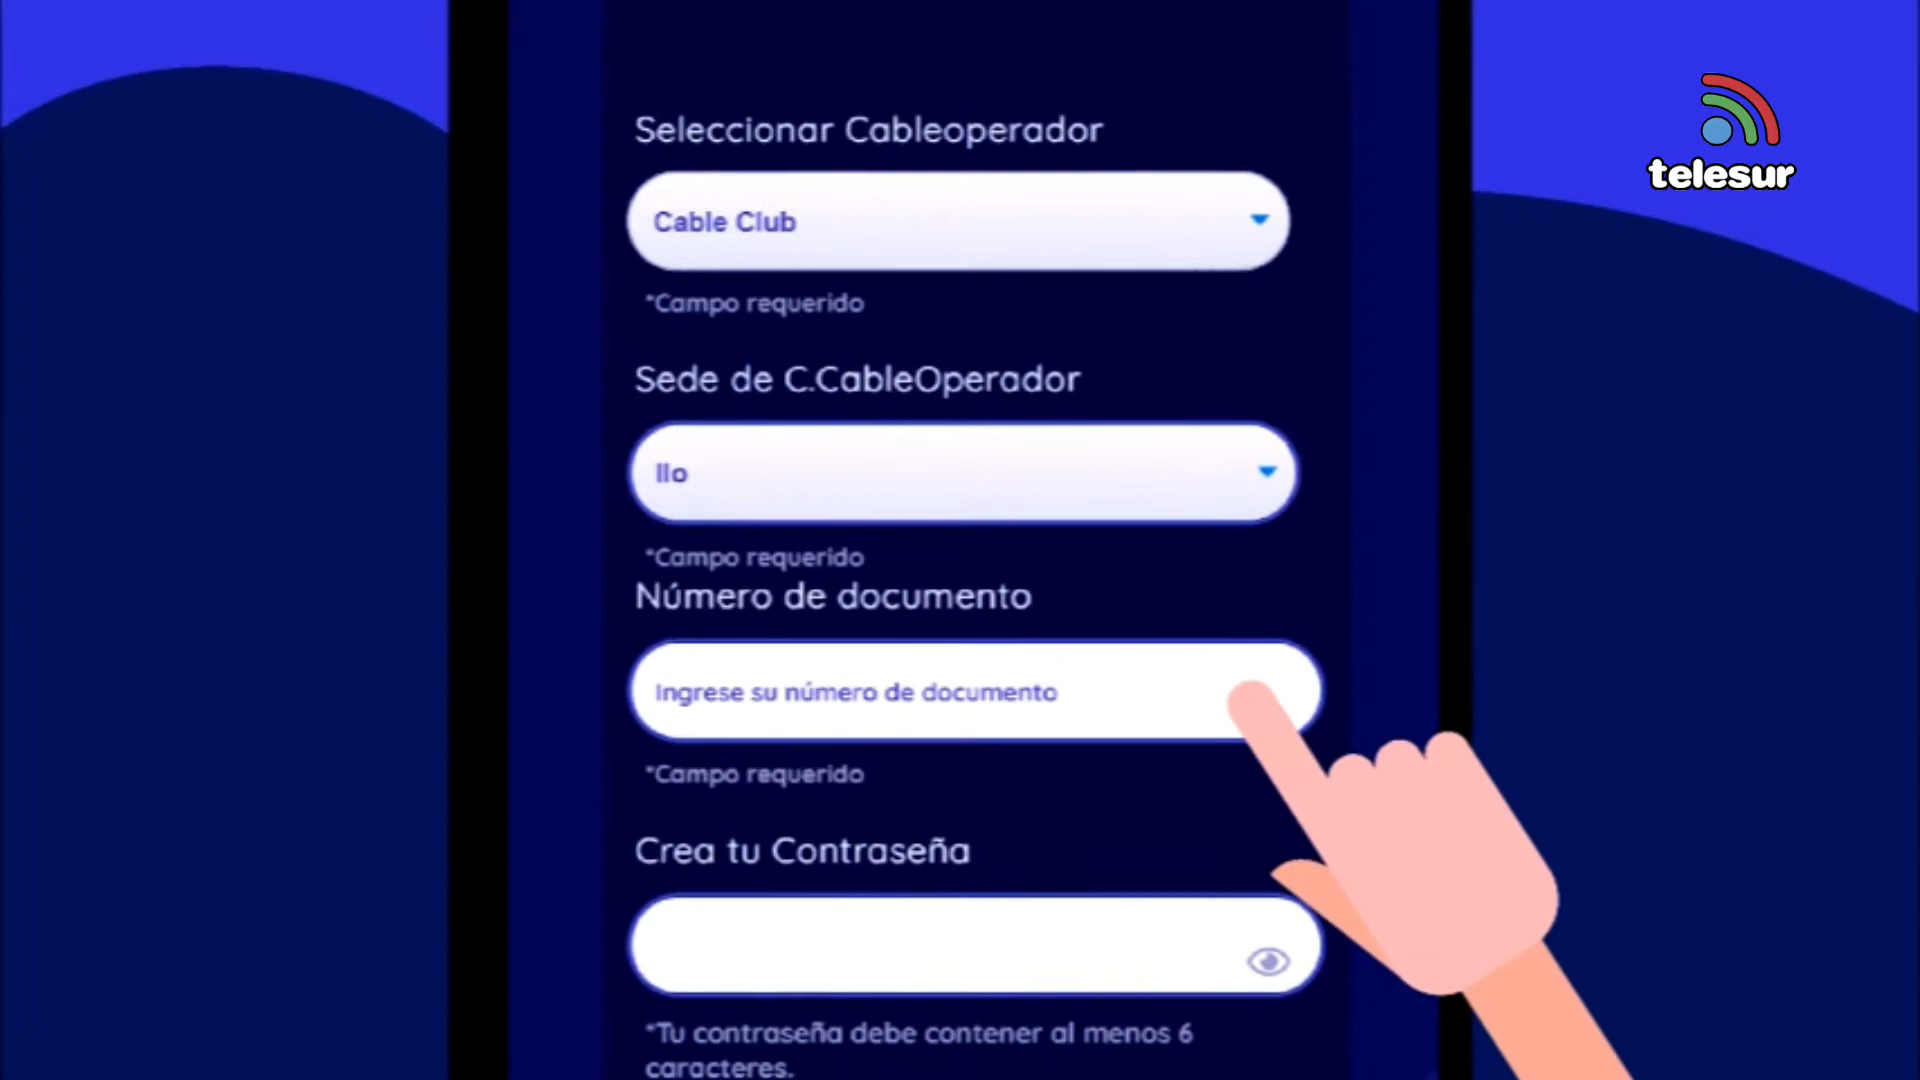 telesur
Seleccionar Cableoperador
Cable Club
*Campo requerido
Sede de C.CableOperador
Ilo
*Campo requerido
Número de documento
Ingrese su número de documento
*Campo requerido
Crea tu Contraseña
*Tu contraseña debe contener al menos 6
caracteres.